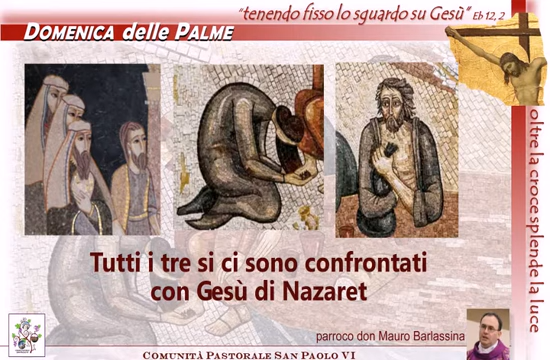 "tenendo fisso lo sguardo su Gesù" Eb 12, 2
DOMENICA delle PALME
oltre la croce splende la luce
Tutti i tre si ci sono confrontati
con Gesù di Nazaret
parroco don Mauro Barlassina
COMUNITÀ PASTORALE SAN PAOLO VI